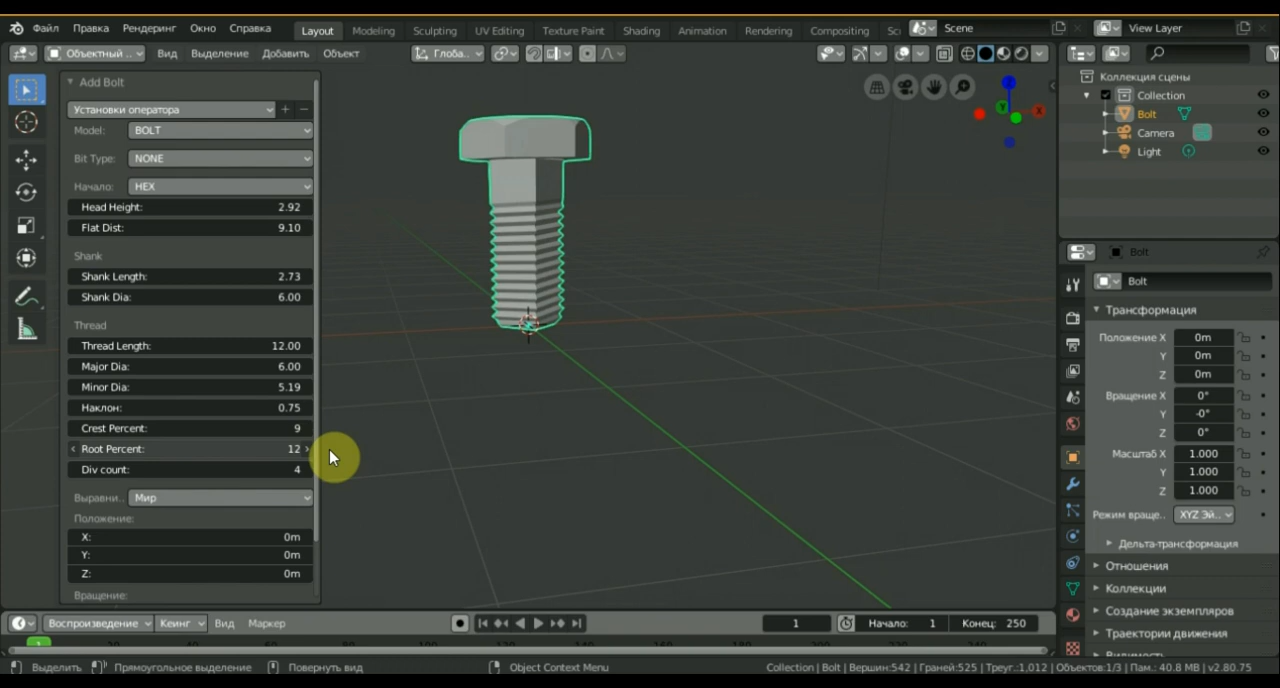 Файл Правка Рендеринг Окно Справка Layout Modeling Sculpting UV Editing Texture Paint Shading Animation Rendering Compositing Sc Scene View Layer
Объектный .. Вид Выделение Добавить Объект Глоба..
Add Bolt
Установки оператора
Model: BOLT
Bit Type: NONE
Начало: HEX
Head Height: 2.92
Flat Dist: 9.10
Shank
Shank Length: 2.73
Shank Dia: 6.00
Thread
Thread Length: 12.00
Major Dia: 6.00
Minor Dia: 5.19
Наклон: 0.75
Crest Percent: 9
Root Percent: 12
Div count: 4
Выравни.. Мир
Положение:
X: 0m
Y: 0m
Z: 0m
Вращение:
X
Y
Коллекция сцены
Collection
Bolt
Camera
Light
Bolt
Bolt
Трансформация
Положение X 0m
Y 0m
Z 0m
Вращение X 0°
Y -0°
Z 0°
Масштаб X 1.000
Y 1.000
Z 1.000
Режим враще.. XYZ Эй..
Дельта-трансформация
Отношения
Коллекции
Создание экземпляров
Траектории движения
Видимость
Воспроизведение Кеинг Вид Маркер 1 Начало: 1 Конец: 250
1
Выделить Прямоугольное выделение Повернуть вид Object Context Menu Collection | Bolt | Вершин:542 | Граней:525 | Треуг.:1,012 | Объектов:1/3 | Пам.: 40.8 MB | v2.80.75